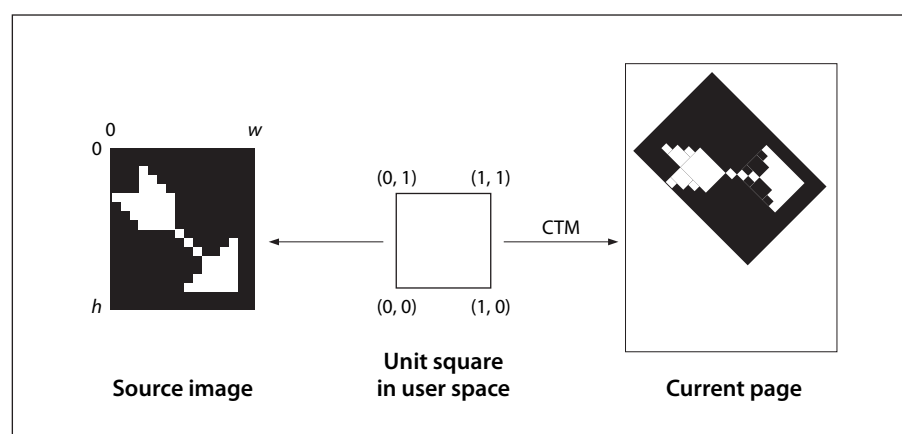 0 w
0
(0, 1) (1, 1)
CTM
h
(0, 0) (1, 0)
Source image
Unit square
in user space
Current page